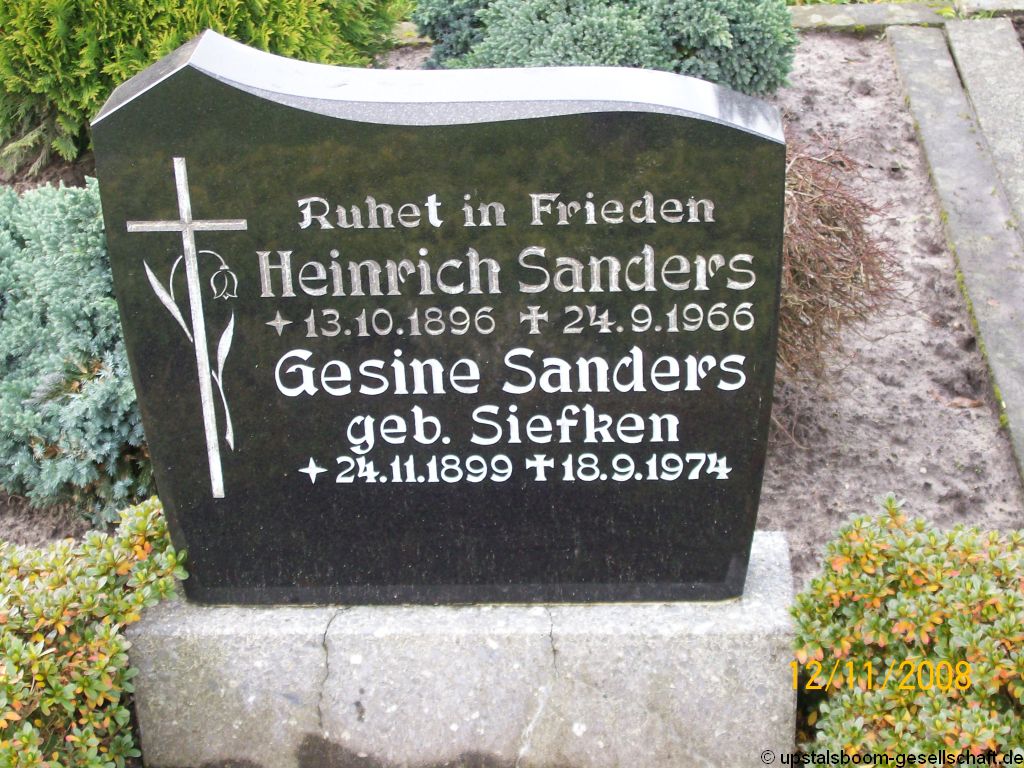 Ruhet in Frieden
Heinrich Sanders
✦ 13.10.1896 ✝ 24.9.1966
Gesine Sanders
geb. Siefken
✦ 24.11.1899 ✝ 18.9.1974
12/11/2008
© upstalsboom-gesellschaft.de